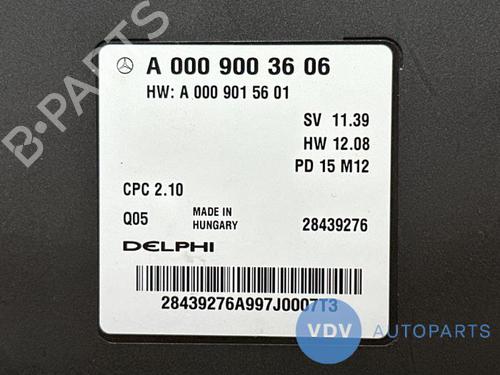 A 000 900 36 06
HW: A 000 901 56 01
SV 11.39
HW 12.08
PD 15 M12
CPC 2.10
Q05
MADE IN
HUNGARY
28439276
DELPHI
28439276A997J0007T3
B-PARTS
VDV AUTOPARTS